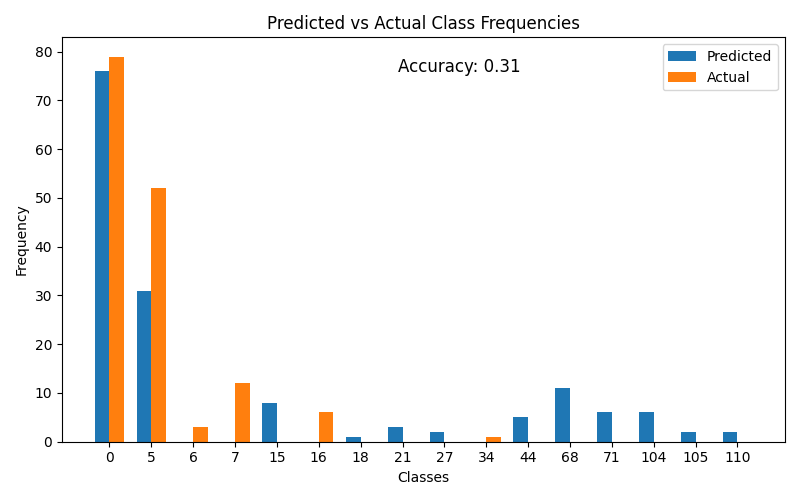 Predicted vs Actual Class Frequencies
Accuracy: 0.31
Predicted
Actual
Frequency
80
70
60
50
40
30
20
10
0
0 5 6 7 15 16 18 21 27 34 44 68 71 104 105 110
Classes